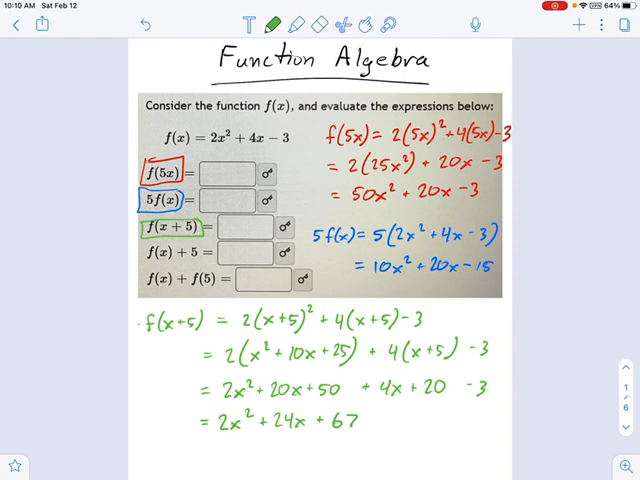 10:10 AM Sat Feb 12
VPN 64%
T
Function Algebra
Consider the function f(x), and evaluate the expressions below:
f(x) = 2x² + 4x − 3
f(5x) =
5f(x) =
f(x + 5) =
f(x) + 5 =
f(x) + f(5) =
f(5x) = 2(5x)² + 4(5x) - 3
= 2(25x²) + 20x - 3
= 50x² + 20x - 3
5f(x) = 5(2x² + 4x - 3)
= 10x² + 20x - 15
f(x+5) = 2(x+5)² + 4(x+5) - 3
= 2(x² + 10x + 25) + 4(x+5) - 3
= 2x² + 20x + 50 + 4x + 20 - 3
= 2x² + 24x + 67
1
/
6